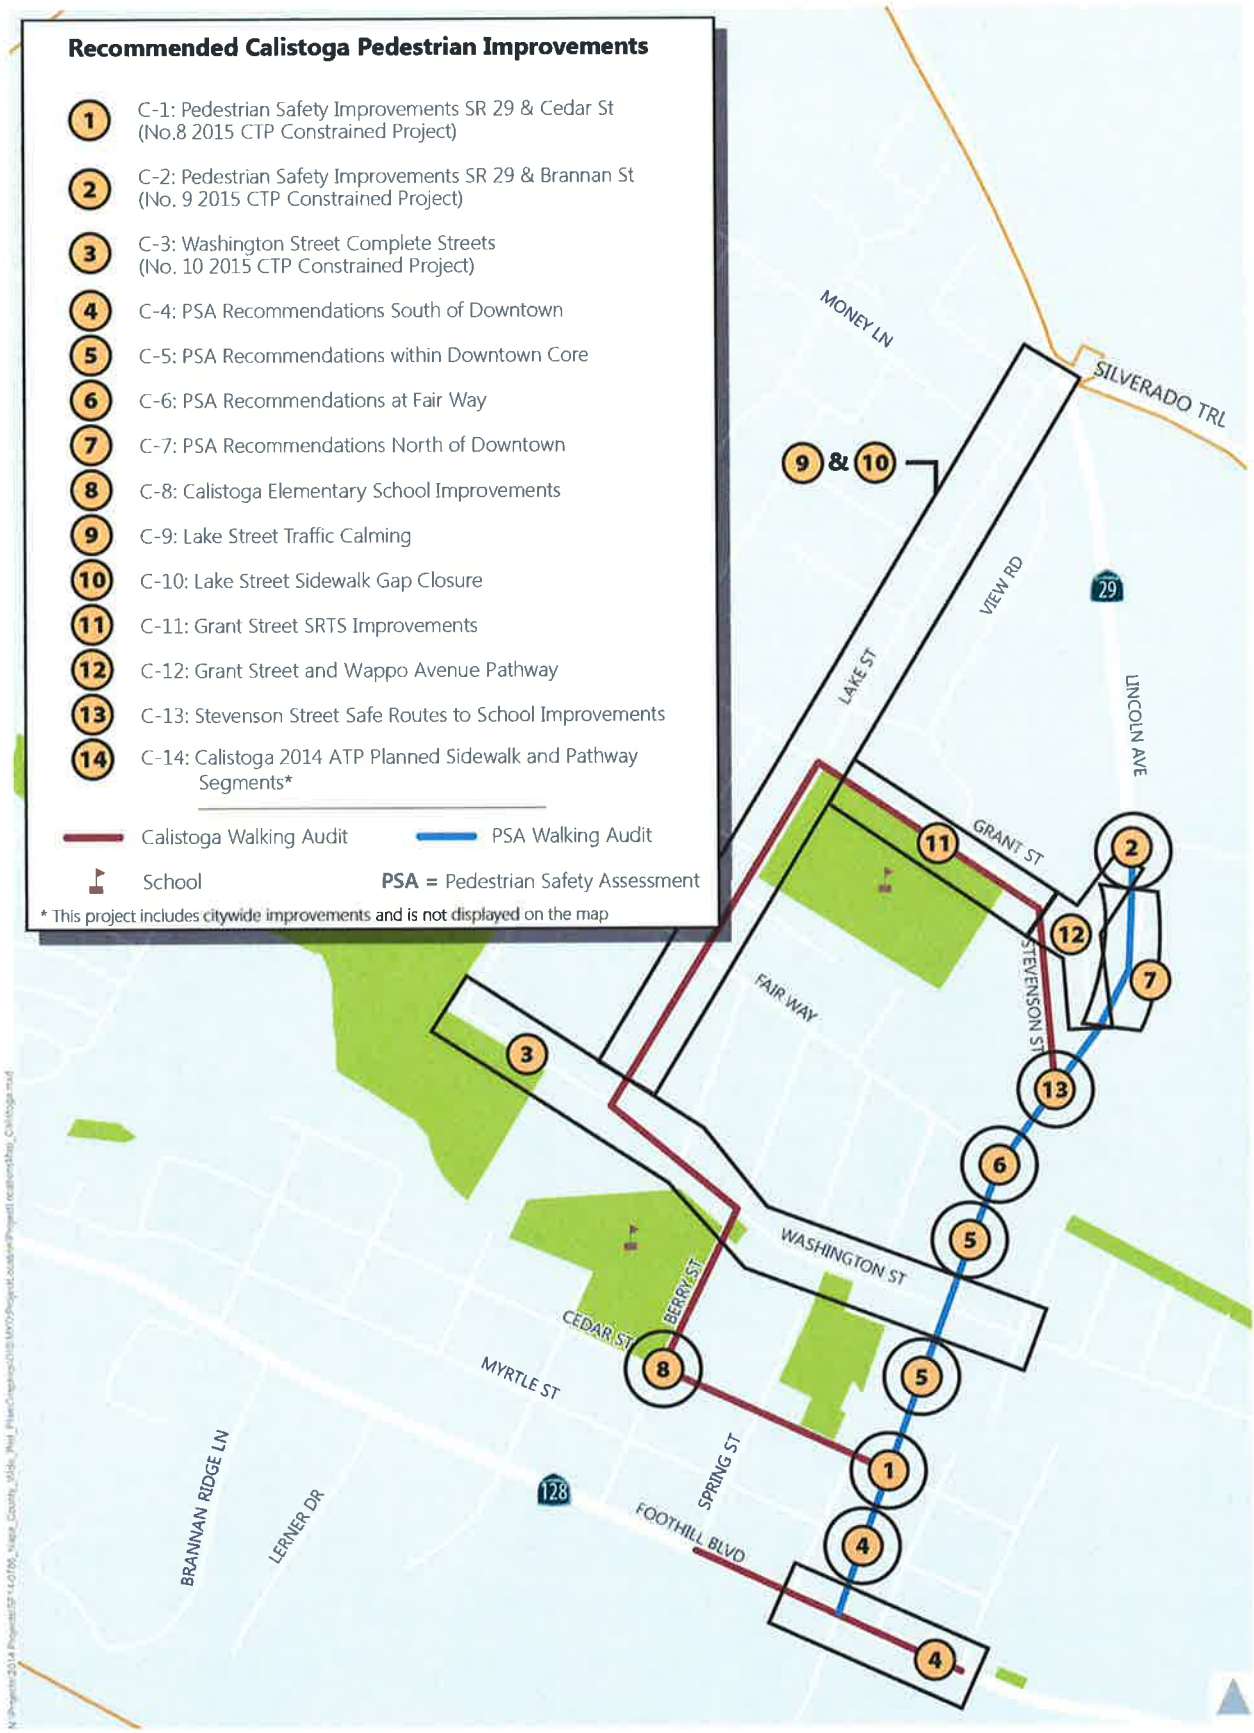 Recommended Calistoga Pedestrian Improvements
1
C-1: Pedestrian Safety Improvements SR 29 & Cedar St
(No.8 2015 CTP Constrained Project)
2
C-2: Pedestrian Safety Improvements SR 29 & Brannan St
(No. 9 2015 CTP Constrained Project)
3
C-3: Washington Street Complete Streets
(No. 10 2015 CTP Constrained Project)
4
C-4: PSA Recommendations South of Downtown
5
C-5: PSA Recommendations within Downtown Core
6
C-6: PSA Recommendations at Fair Way
7
C-7: PSA Recommendations North of Downtown
8
C-8: Calistoga Elementary School Improvements
9
C-9: Lake Street Traffic Calming
10
C-10: Lake Street Sidewalk Gap Closure
11
C-11: Grant Street SRTS Improvements
12
C-12: Grant Street and Wappo Avenue Pathway
13
C-13: Stevenson Street Safe Routes to School Improvements
14
C-14: Calistoga 2014 ATP Planned Sidewalk and Pathway
Segments*
Calistoga Walking Audit
PSA Walking Audit
School
PSA = Pedestrian Safety Assessment
* This project includes citywide improvements and is not displayed on the map
MONEY LN
SILVERADO TRL
9 & 10
VIEW RD
29
LAKE ST
LINCOLN AVE
GRANT ST
11
2
12
7
STEVENSON ST
FAIR WAY
3
13
6
5
WASHINGTON ST
BERRY ST
CEDAR ST
8
MYRTLE ST
5
1
SPRING ST
128
BRANNAN RIDGE LN
LERNER DR
FOOTHILL BLVD
4
4